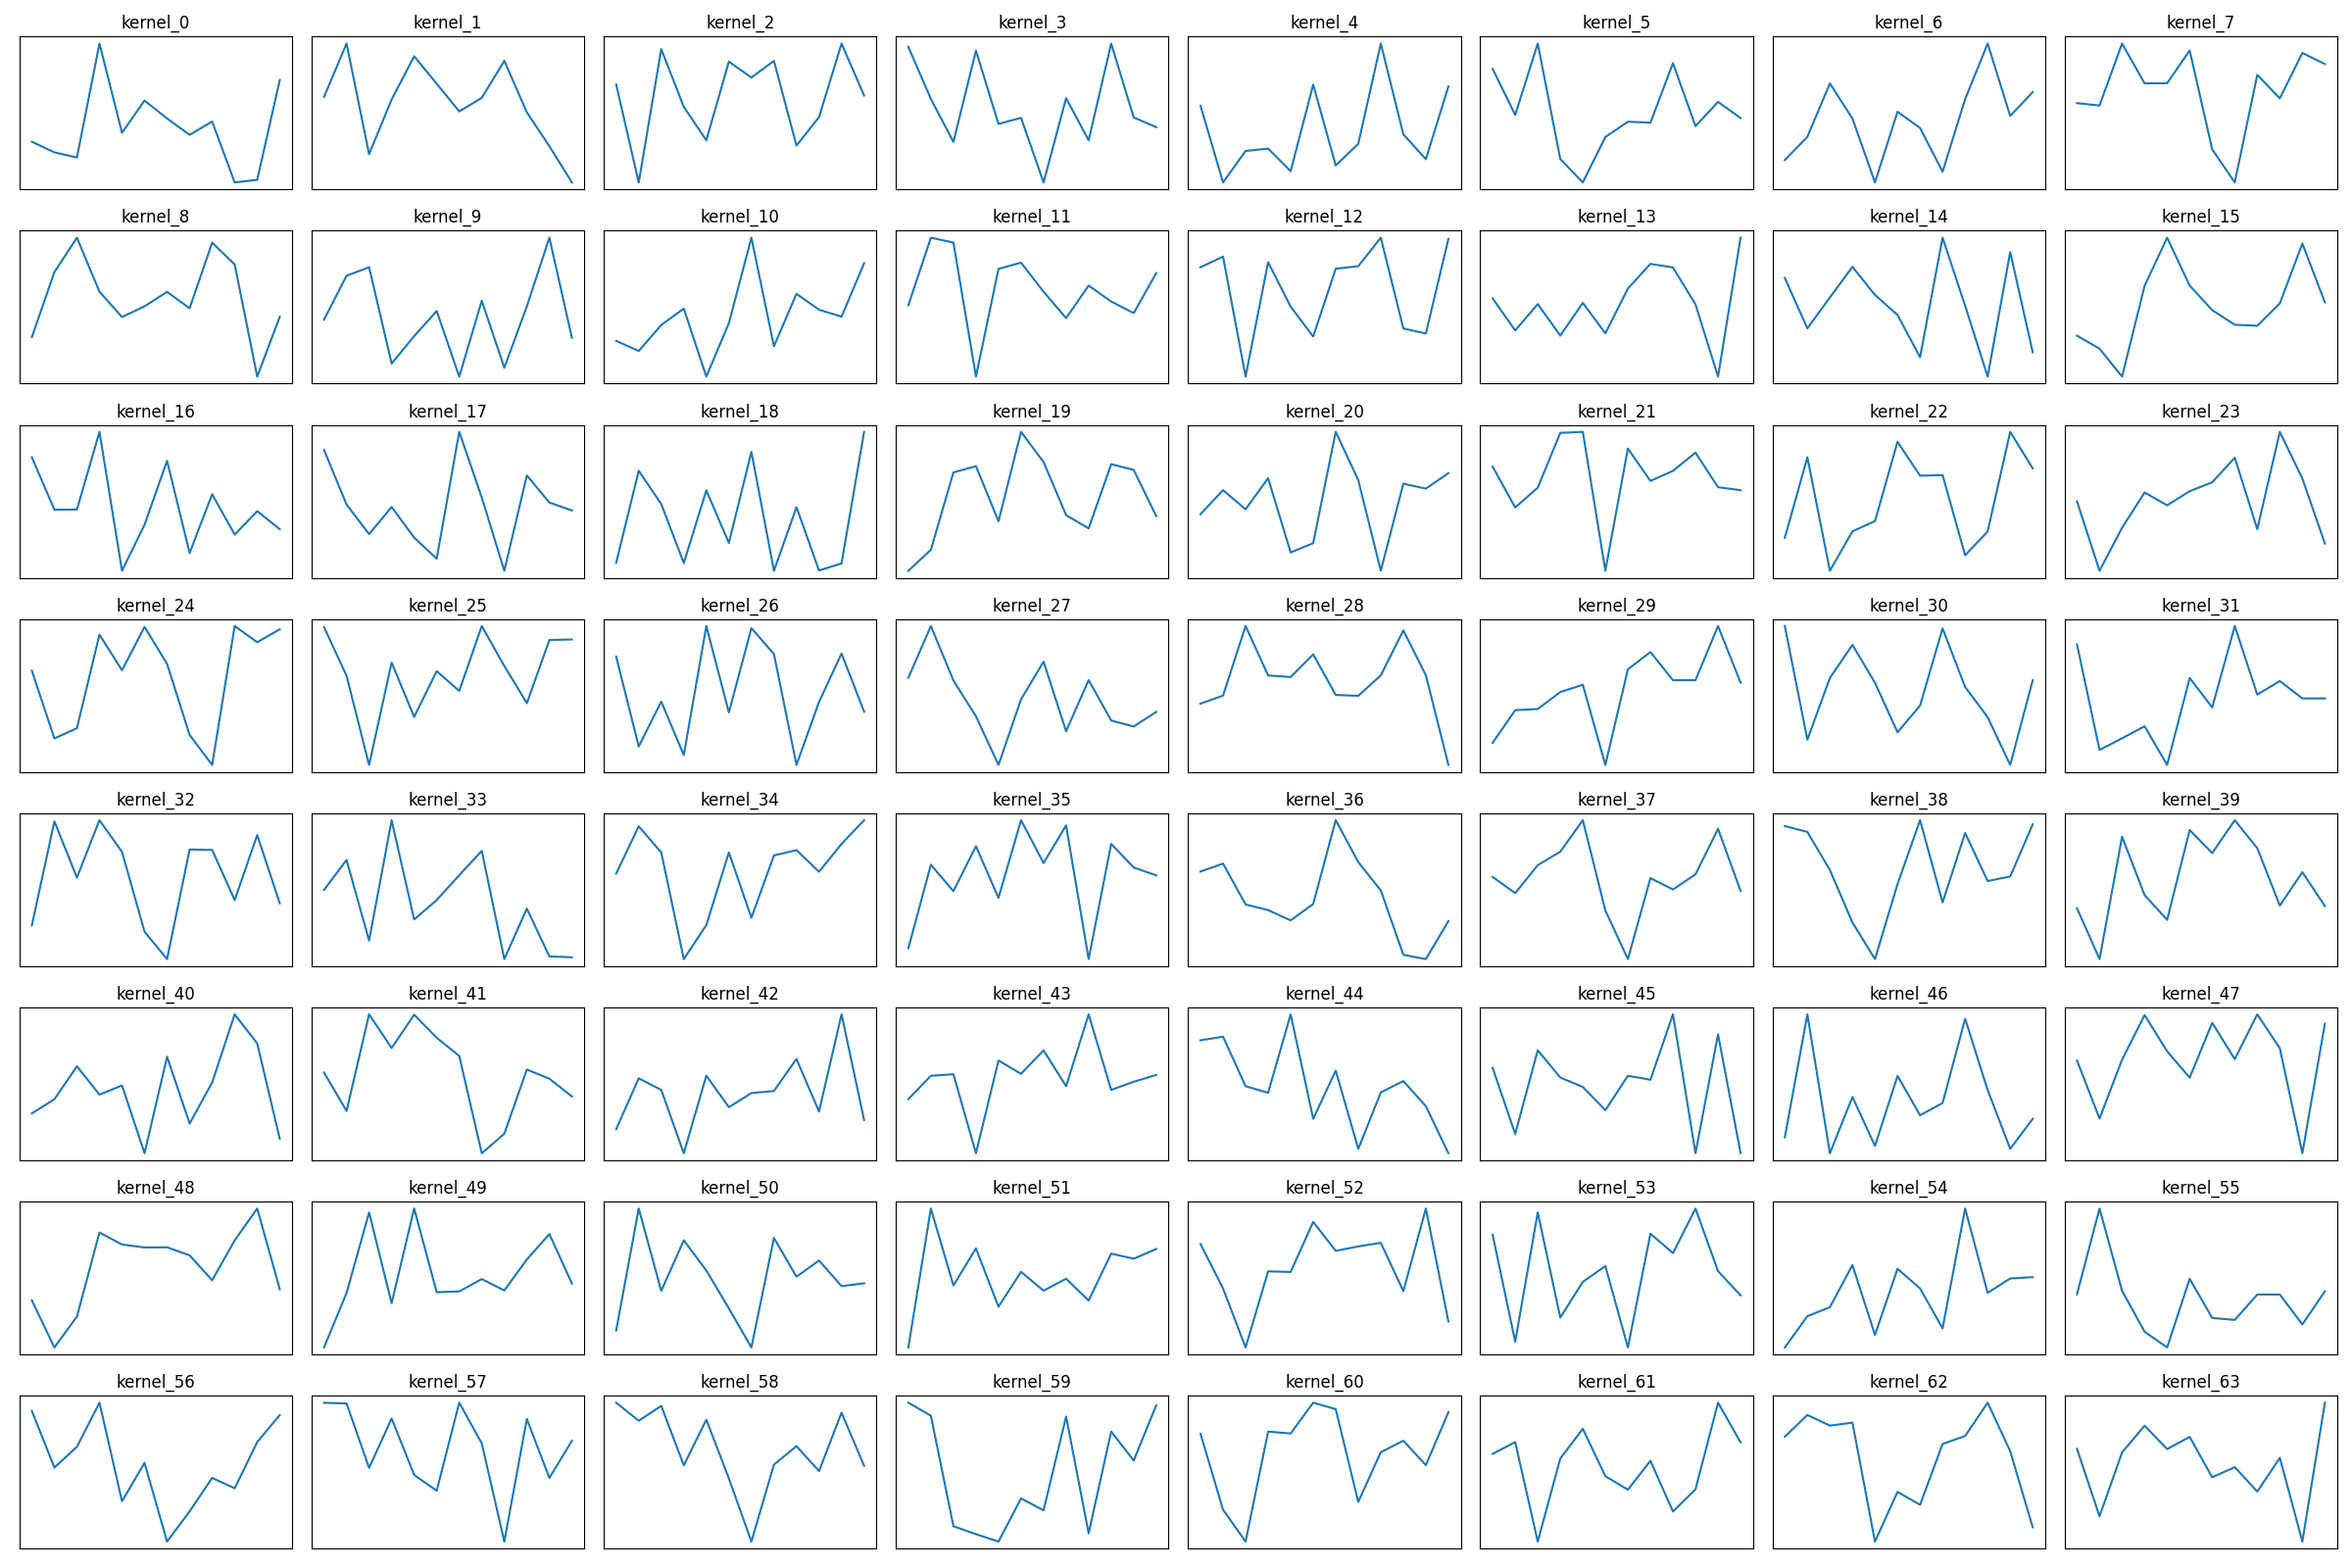 kernel_0 kernel_1 kernel_2 kernel_3 kernel_4 kernel_5 kernel_6 kernel_7
kernel_8 kernel_9 kernel_10 kernel_11 kernel_12 kernel_13 kernel_14 kernel_15
kernel_16 kernel_17 kernel_18 kernel_19 kernel_20 kernel_21 kernel_22 kernel_23
kernel_24 kernel_25 kernel_26 kernel_27 kernel_28 kernel_29 kernel_30 kernel_31
kernel_32 kernel_33 kernel_34 kernel_35 kernel_36 kernel_37 kernel_38 kernel_39
kernel_40 kernel_41 kernel_42 kernel_43 kernel_44 kernel_45 kernel_46 kernel_47
kernel_48 kernel_49 kernel_50 kernel_51 kernel_52 kernel_53 kernel_54 kernel_55
kernel_56 kernel_57 kernel_58 kernel_59 kernel_60 kernel_61 kernel_62 kernel_63